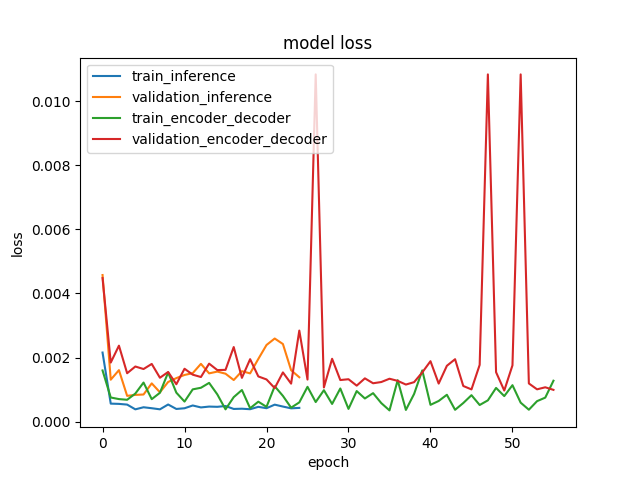 model loss
train_inference
validation_inference
train_encoder_decoder
validation_encoder_decoder
0.010
0.008
0.006
0.004
0.002
0.000
loss
0 10 20 30 40 50
epoch